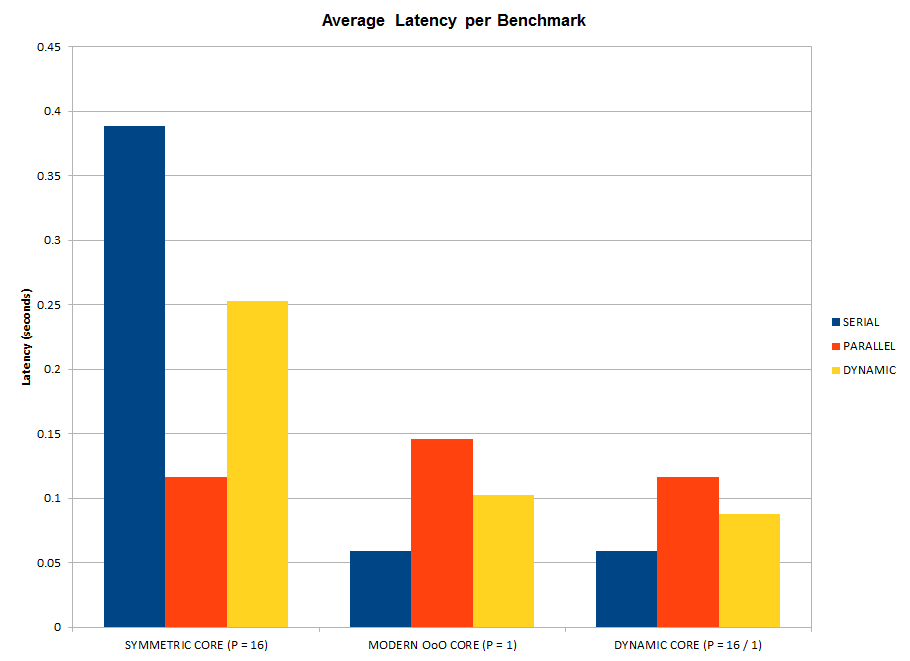 Average Latency per Benchmark
0.45
0.4
0.35
0.3
0.25
0.2
0.15
0.1
0.05
0
Latency (seconds)
SYMMETRIC CORE (P = 16)
MODERN OoO CORE (P = 1)
DYNAMIC CORE (P = 16 / 1)
SERIAL
PARALLEL
DYNAMIC